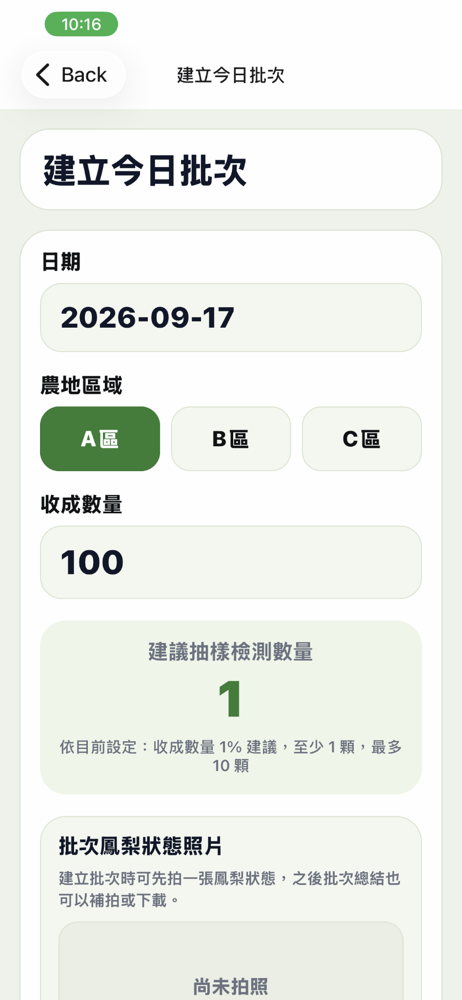 10:16
Back
建立今日批次
建立今日批次
日期
2026-09-17
農地區域
A區
B區
C區
收成數量
100
建議抽樣檢測數量
1
依目前設定：收成數量 1% 建議，至少 1 顆，最多
10 顆
批次鳳梨狀態照片
建立批次時可先拍一張鳳梨狀態，之後批次總結也
可以補拍或下載。
尚未拍照